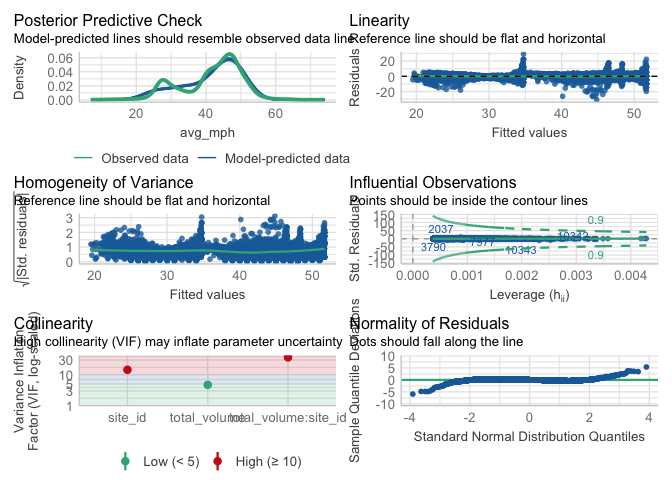 Posterior Predictive Check
Model-predicted lines should resemble observed data line
Density
0.06
0.04
0.02
0.00
20
40
60
avg_mph
Observed data
Model-predicted data
Linearity
Reference line should be flat and horizontal
Residuals
20
0
-20
20
30
40
50
Fitted values
Homogeneity of Variance
Reference line should be flat and horizontal
√|Std. residuals|
3
2
1
0
20
30
40
50
Fitted values
Influential Observations
Points should be inside the contour lines
Std. Residuals
150
100
50
0
-50
-100
-150
0.9
2037
3790
7977
10342
10343
0.9
0.000
0.001
0.002
0.003
0.004
Leverage (hii)
Collinearity
High collinearity (VIF) may inflate parameter uncertainty
Variance Inflation
Factor (VIF, log-scaled)
30
10
5
3
1
site_id
total_volume
total_volume:site_id
Low (< 5)
High (≥ 10)
Normality of Residuals
Dots should fall along the line
Sample Quantile Deviations
10
5
0
-5
-10
-4
-2
0
2
4
Standard Normal Distribution Quantiles